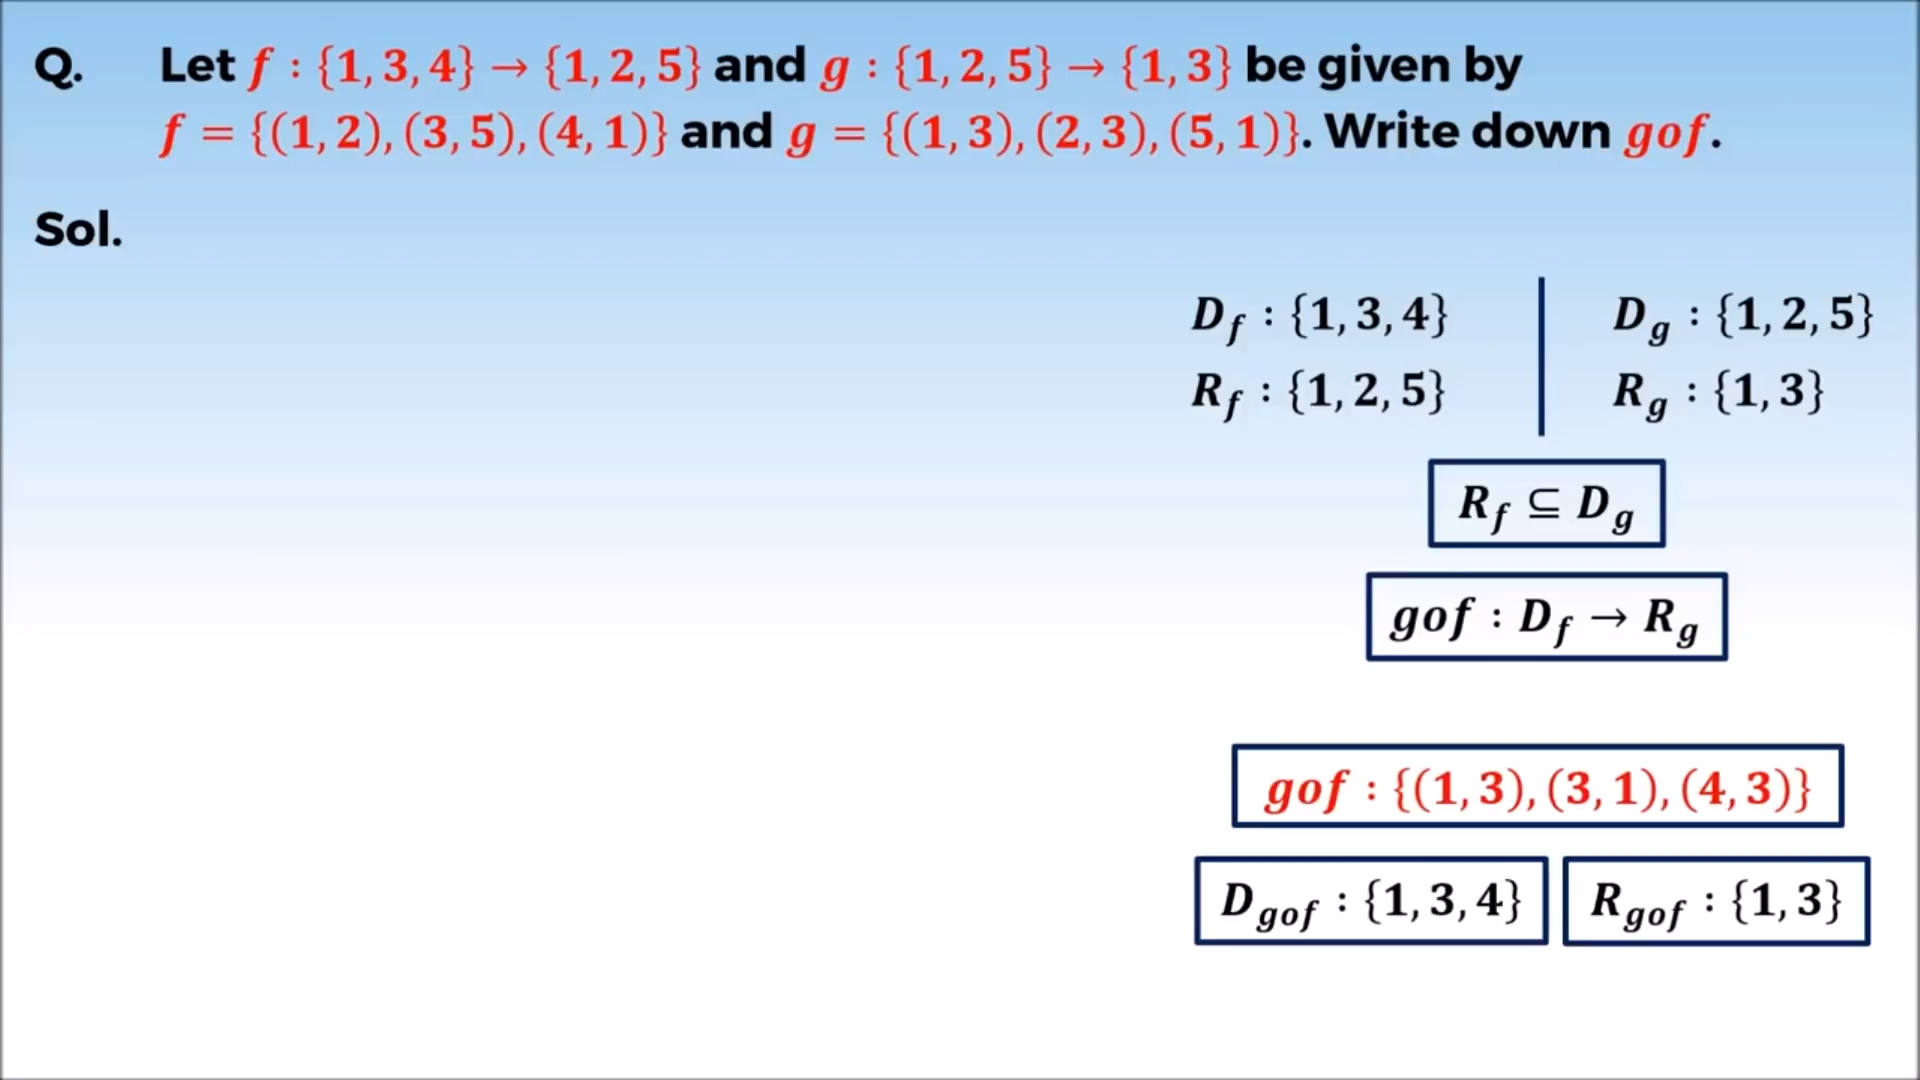 Q. Let f : {1, 3, 4} → {1, 2, 5} and g : {1, 2, 5} → {1, 3} be given by
f = {(1, 2), (3, 5), (4, 1)} and g = {(1, 3), (2, 3), (5, 1)}. Write down gof.
Sol.
D_f : {1, 3, 4} D_g : {1, 2, 5}
R_f : {1, 2, 5} R_g : {1, 3}
R_f ⊆ D_g
gof : D_f → R_g
gof : {(1, 3), (3, 1), (4, 3)}
D_gof : {1, 3, 4} R_gof : {1, 3}